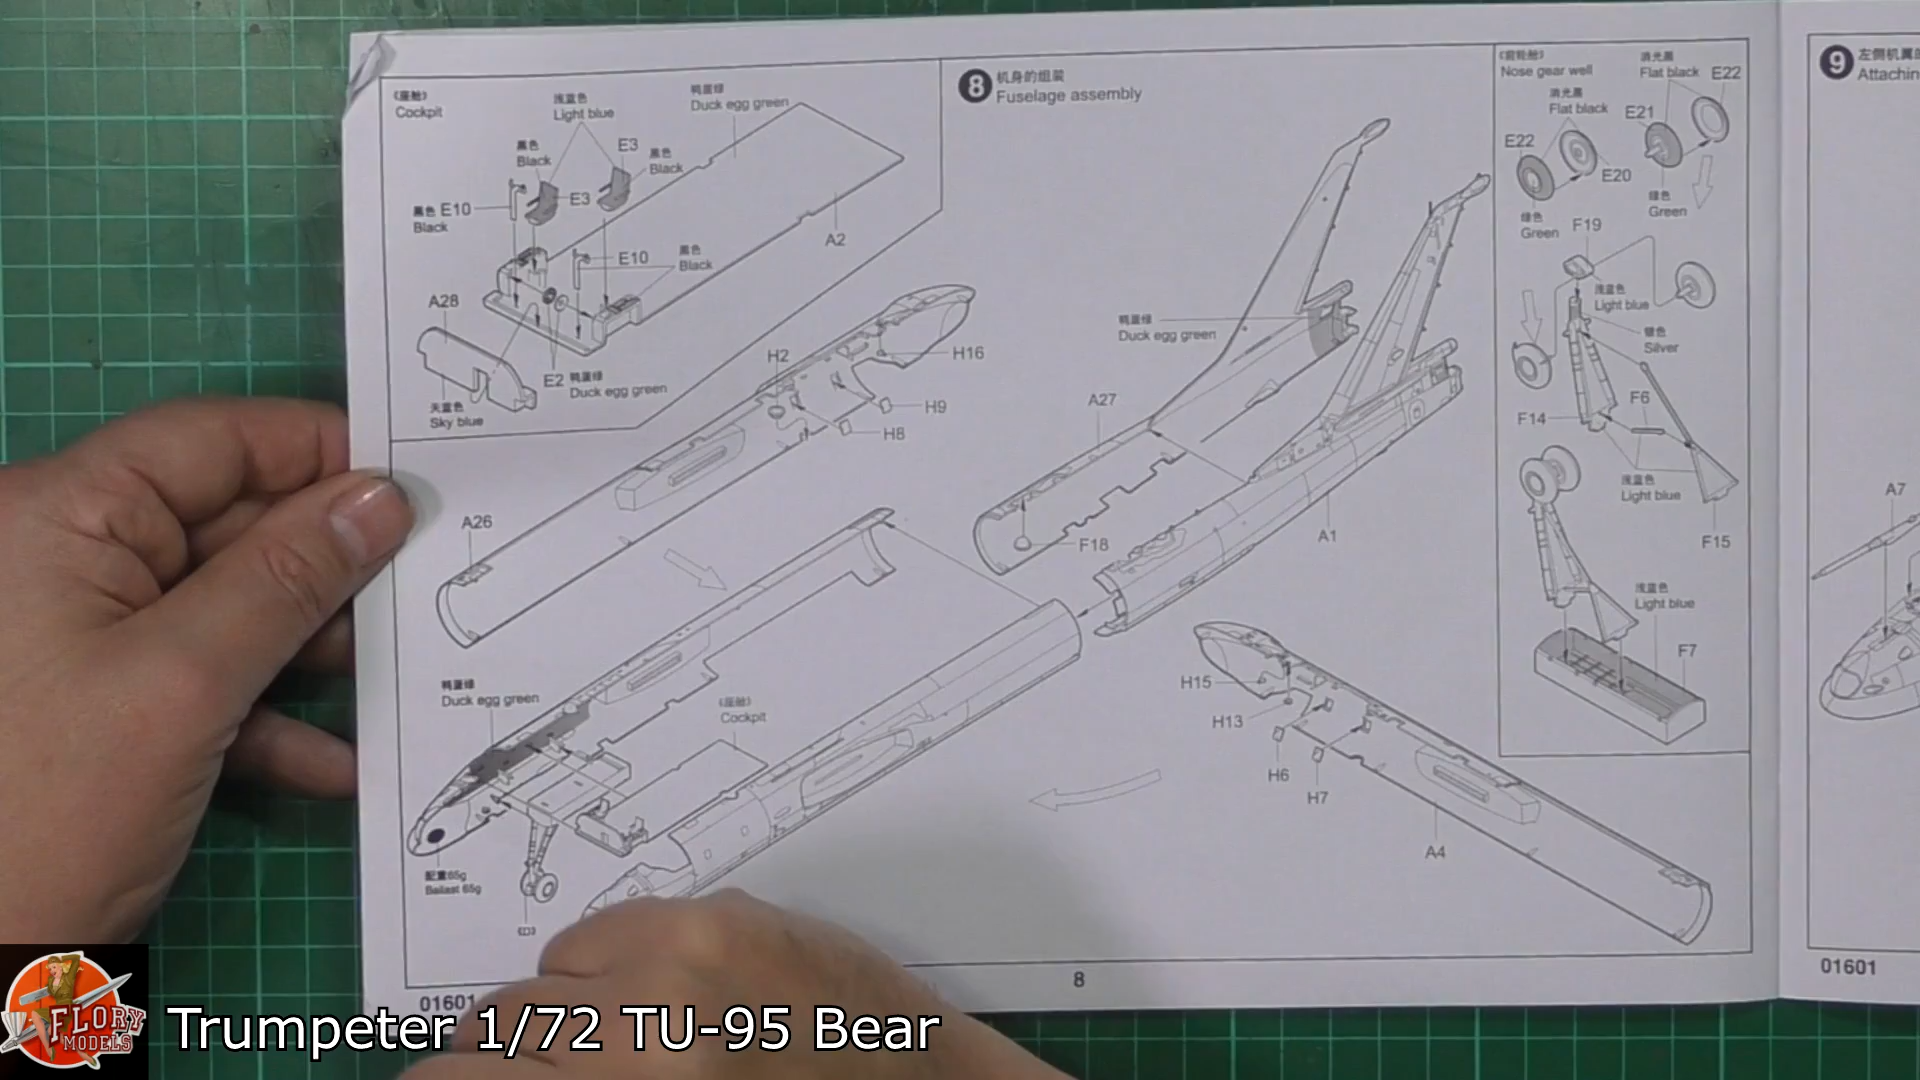 《座舱》
Cockpit
浅蓝色
Light blue
鸭蛋绿
Duck egg green
黑色
Black
E3
黑色
Black
黑色 E10
Black
E3
A2
E10
黑色
Black
A28
E2
鸭蛋绿
Duck egg green
天蓝色
Sky blue
8
机身的组装
Fuselage assembly
H2
H16
H9
H8
A26
鸭蛋绿
Duck egg green
A27
F18
A1
鸭蛋绿
Duck egg green
《座舱》
Cockpit
配重65g
Ballast 65g
《D》
H15
H13
H6
H7
A4
《前轮舱》
Nose gear well
消光黑
Flat black
E22
消光黑
Flat black
E21
E22
E20
绿色
Green
绿色
Green
F19
浅蓝色
Light blue
银色
Silver
F6
F14
浅蓝色
Light blue
F15
浅蓝色
Light blue
F7
01601
8
9
左侧机翼
Attachin
A7
01601
FLORY
MODELS
Trumpeter 1/72 TU-95 Bear